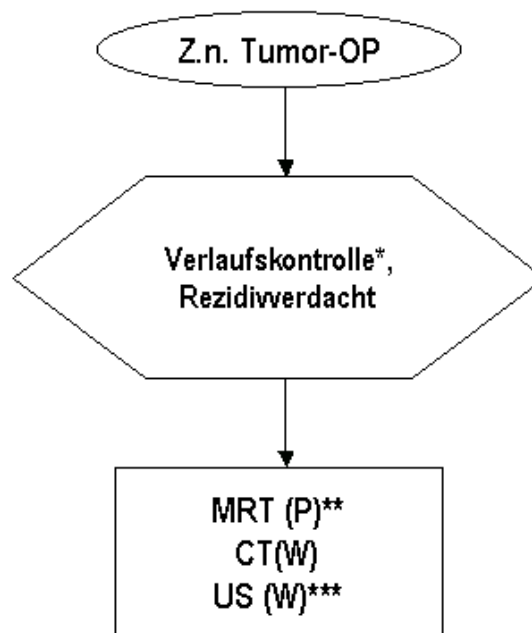 Z.n. Tumor-OP
Verlaufskontrolle*,
Rezidivverdacht
MRT (P)**
CT(W)
US (W)***